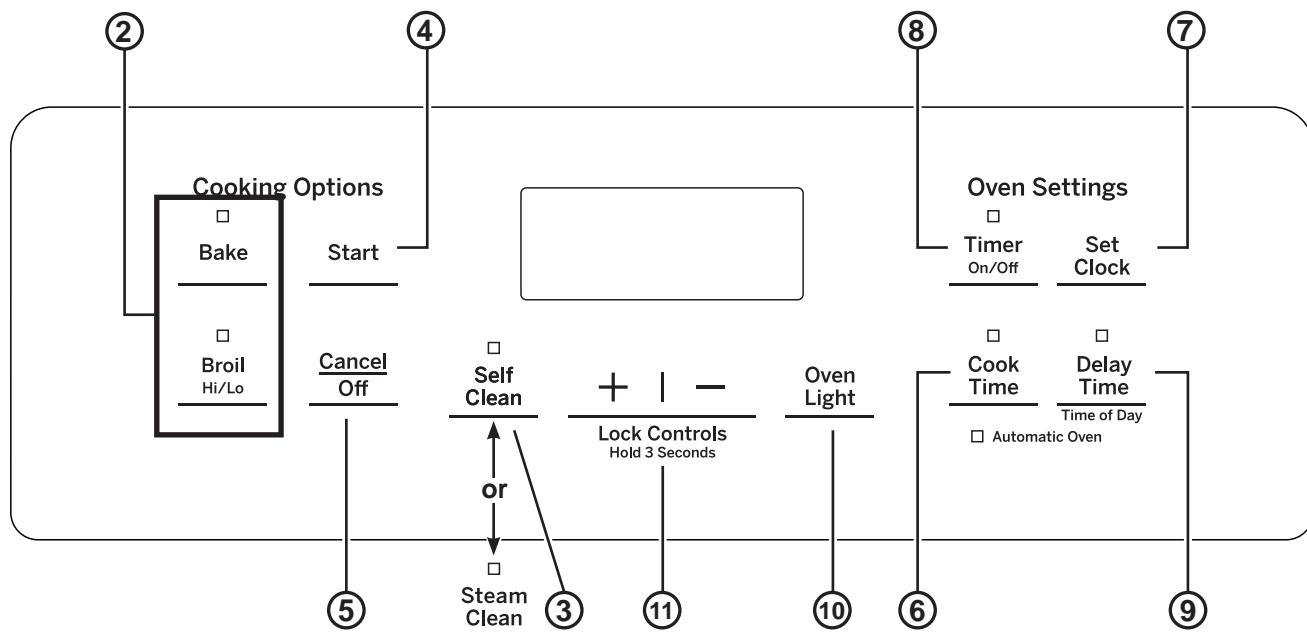 2
4
8
7
Cooking Options
Oven Settings
Bake
Start
Timer
On/Off
Set
Clock
Broil
Hi/Lo
Cancel
Off
Self
Clean
+ | −
Lock Controls
Hold 3 Seconds
Oven
Light
Cook
Time
Delay
Time
Time of Day
Automatic Oven
or
Steam
Clean
5
3
11
10
6
9